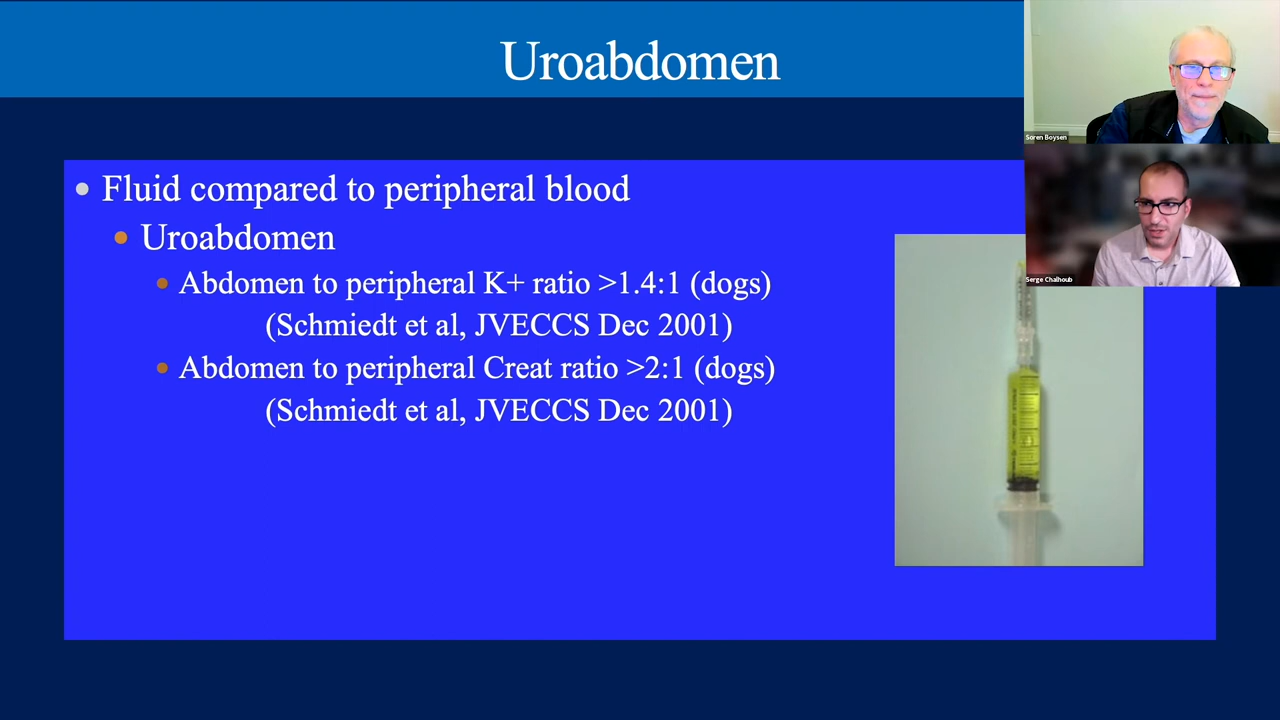 Uroabdomen
Soren Boysen
Serge Chalhoub
Fluid compared to peripheral blood
Uroabdomen
Abdomen to peripheral K+ ratio >1.4:1 (dogs)
(Schmiedt et al, JVECCS Dec 2001)
Abdomen to peripheral Creat ratio >2:1 (dogs)
(Schmiedt et al, JVECCS Dec 2001)